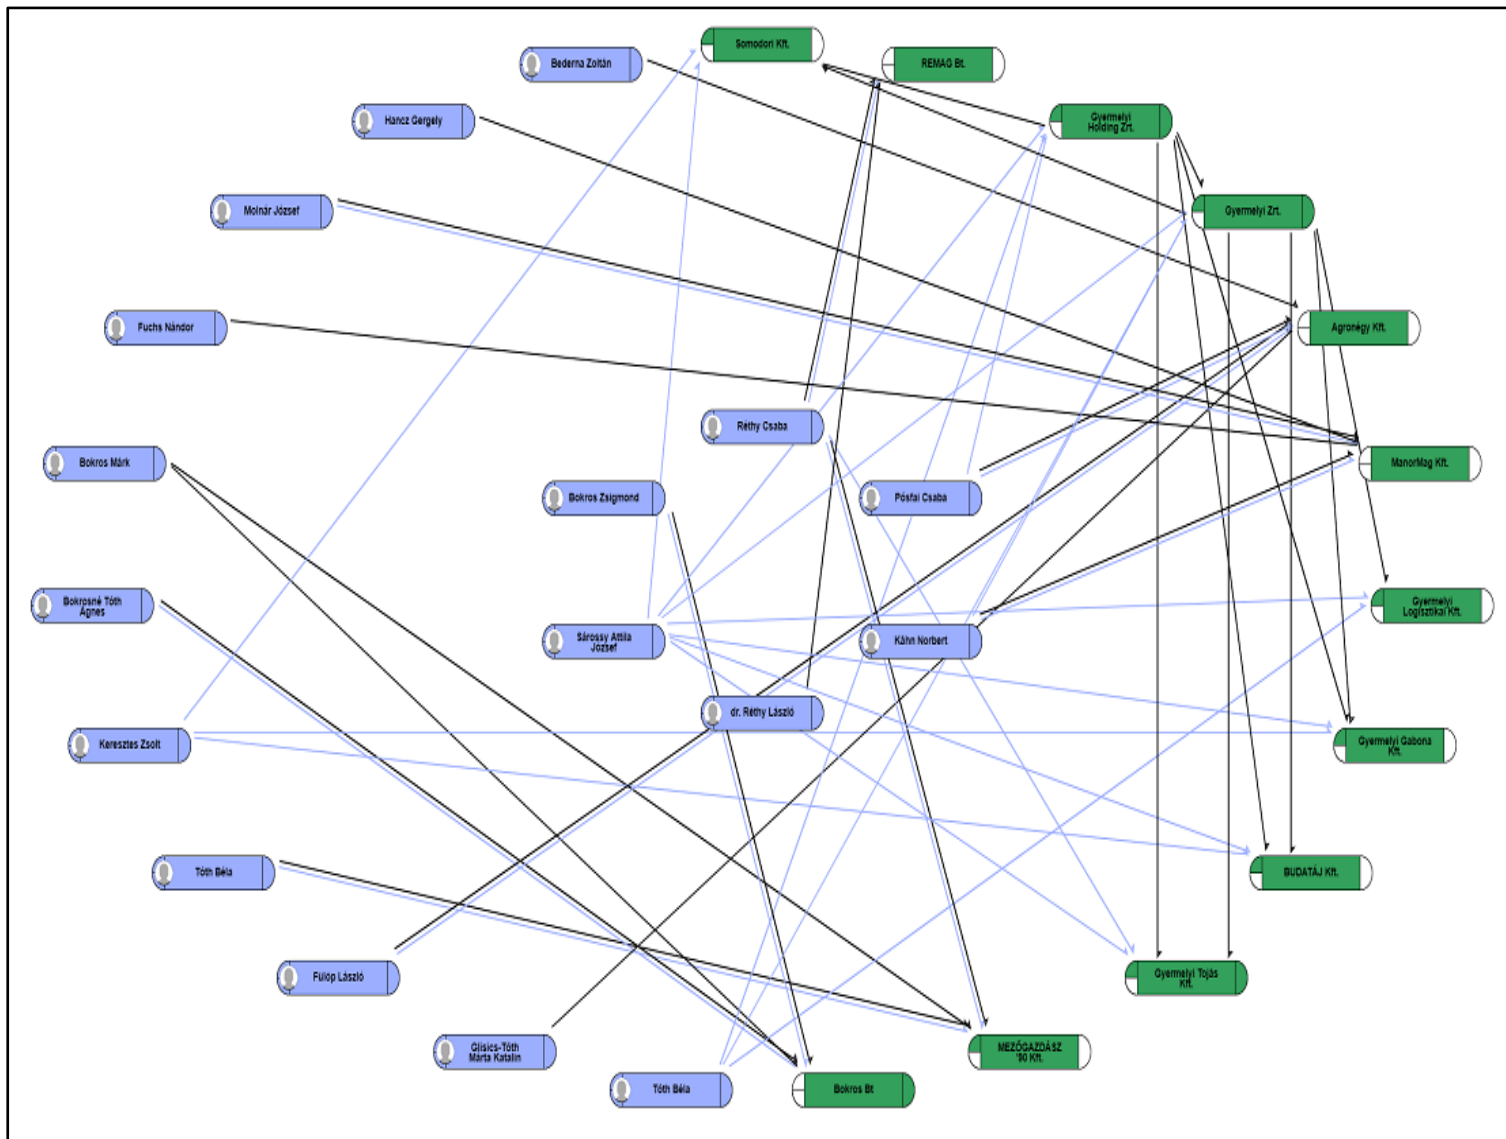 Somodori Kft.
Bederna Zoltán
REMAG Bt.
Hancz Gergely
Gyermelyi
Holding Zrt.
Molnár József
Gyermelyi Zrt.
Fuchs Nándor
Agronégy Kft.
Réthy Csaba
Bokros Márk
ManorMag Kft.
Bokros Zsigmond
Pósfai Csaba
Bokrosné Tóth
Ágnes
Gyermelyi
Logisztikai Kft.
Sárossy Attila
József
Káhn Norbert
dr. Réthy László
Keresztes Zsolt
Gyermelyi Gabona
Kft.
Tóth Béla
BUDATÁJ Kft.
Fülöp László
Gyermelyi Tojás
Kft.
Glisics-Tóth
Márta Katalin
MEZŐGAZDÁSZ
'90 Kft.
Tóth Béla
Bokros Bt